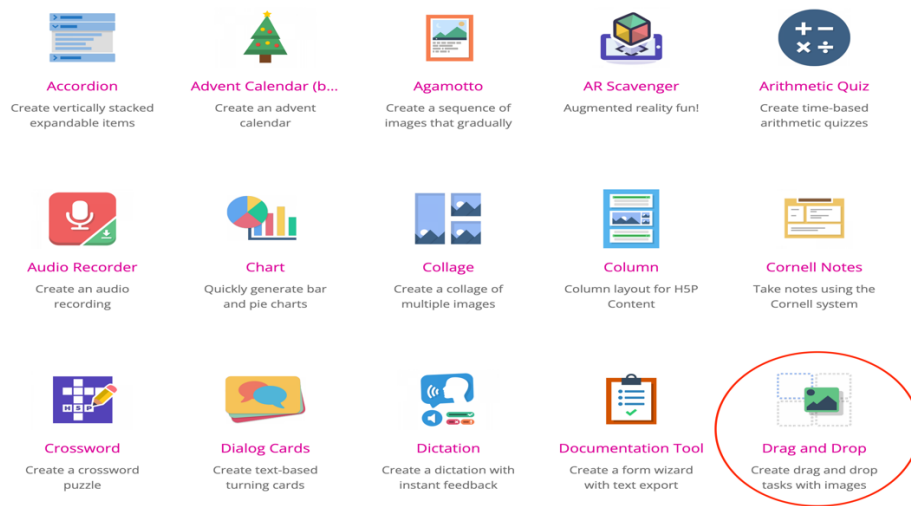 Accordion
Create vertically stacked
expandable items
Advent Calendar (b...
Create an advent
calendar
Agamotto
Create a sequence of
images that gradually
AR Scavenger
Augmented reality fun!
Arithmetic Quiz
Create time-based
arithmetic quizzes
Audio Recorder
Create an audio
recording
Chart
Quickly generate bar
and pie charts
Collage
Create a collage of
multiple images
Column
Column layout for H5P
Content
Cornell Notes
Take notes using the
Cornell system
H5P
Crossword
Create a crossword
puzzle
Dialog Cards
Create text-based
turning cards
Dictation
Create a dictation with
instant feedback
Documentation Tool
Create a form wizard
with text export
Drag and Drop
Create drag and drop
tasks with images